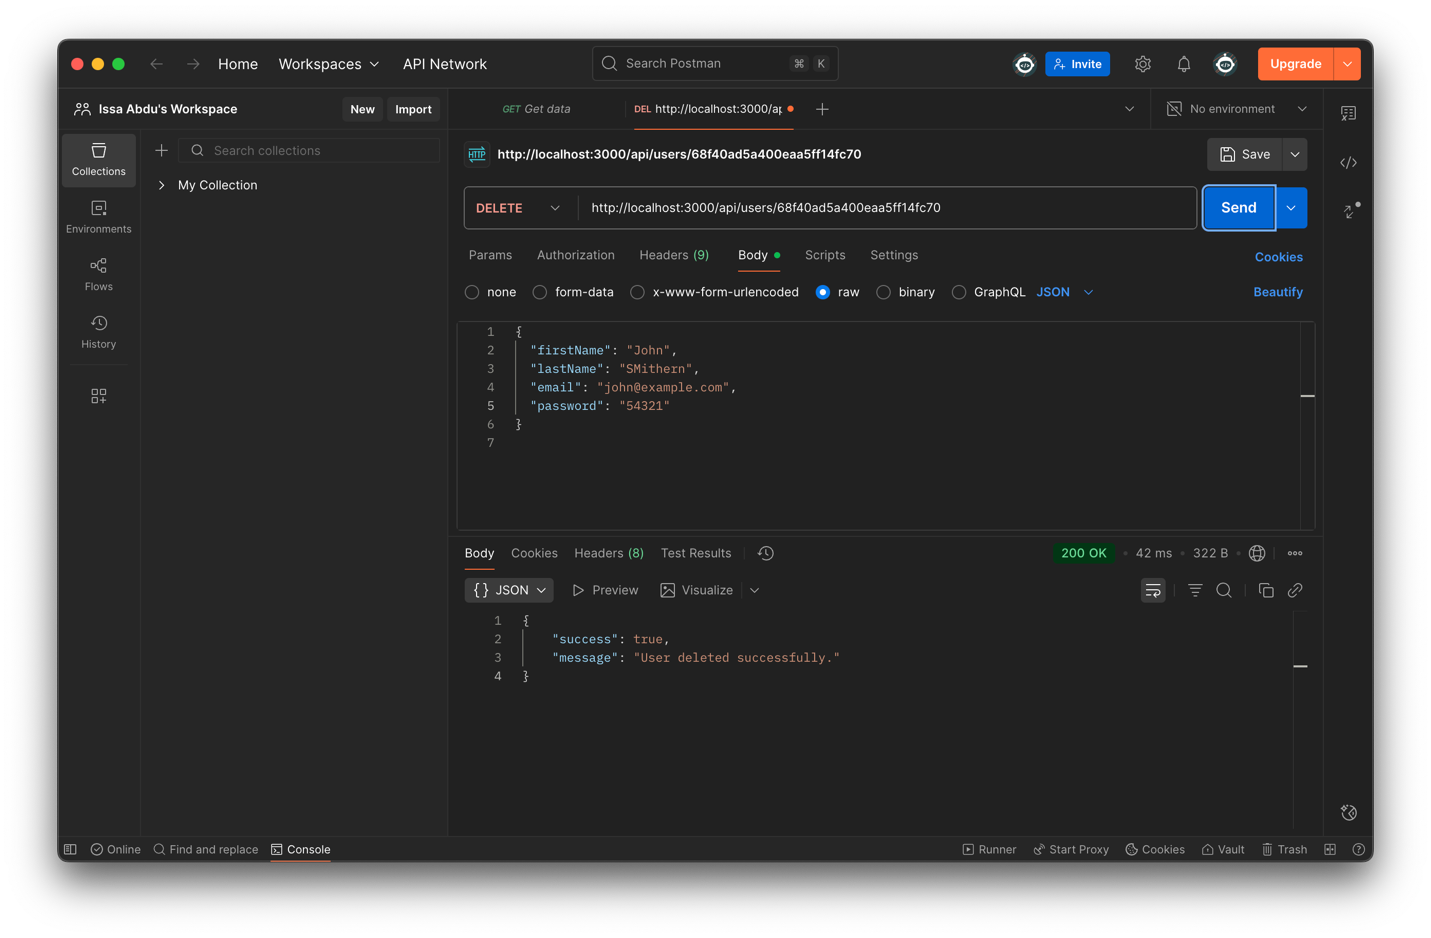 Home
Workspaces
API Network
Search Postman
⌘
K
Invite
Upgrade
Issa Abdu's Workspace
New
Import
GET Get data
DEL http://localhost:3000/ap
No environment
Collections
Environments
Flows
History
Search collections
My Collection
HTTP
http://localhost:3000/api/users/68f40ad5a400eaa5ff14fc70
Save
DELETE
http://localhost:3000/api/users/68f40ad5a400eaa5ff14fc70
Send
Params
Authorization
Headers (9)
Body
Scripts
Settings
Cookies
none
form-data
x-www-form-urlencoded
raw
binary
GraphQL
JSON
Beautify
1 {
2 "firstName": "John",
3 "lastName": "SMithern",
4 "email": "john@example.com",
5 "password": "54321"
6 }
7
Body
Cookies
Headers (8)
Test Results
200 OK
42 ms
322 B
{} JSON
Preview
Visualize
1 {
2 "success": true,
3 "message": "User deleted successfully."
4 }
Online
Find and replace
Console
Runner
Start Proxy
Cookies
Vault
Trash